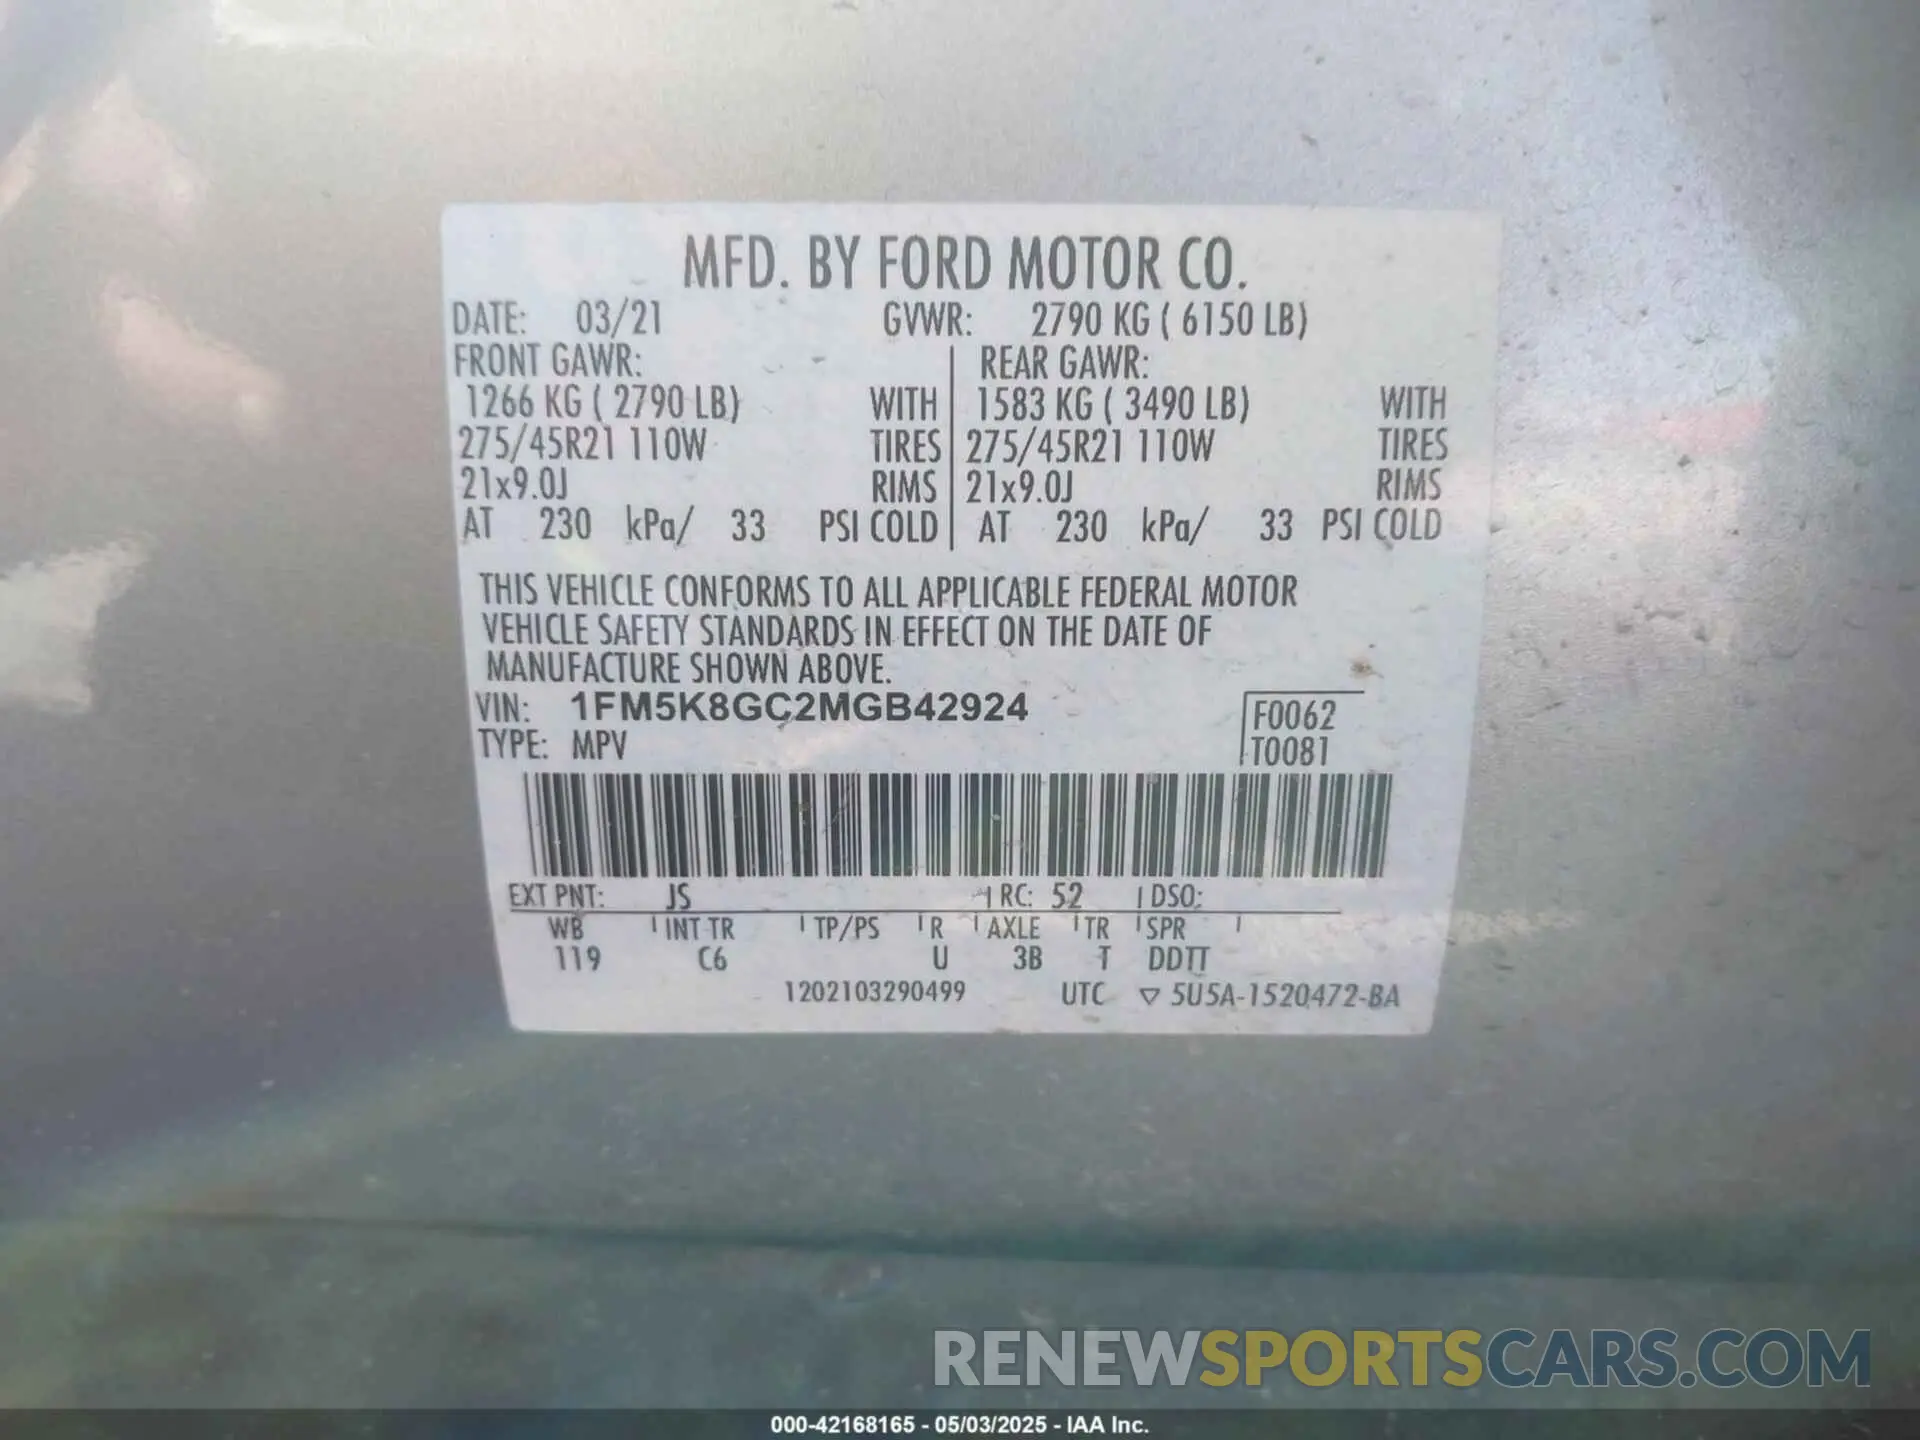 MFD. BY FORD MOTOR CO.
DATE: 03/21 GVWR: 2790 KG ( 6150 LB)
FRONT GAWR: REAR GAWR:
1266 KG ( 2790 LB) WITH 1583 KG ( 3490 LB) WITH
275/45R21 110W TIRES 275/45R21 110W TIRES
21x9.0J RIMS 21x9.0J RIMS
AT 230 kPa/ 33 PSI COLD AT 230 kPa/ 33 PSI COLD
THIS VEHICLE CONFORMS TO ALL APPLICABLE FEDERAL MOTOR
VEHICLE SAFETY STANDARDS IN EFFECT ON THE DATE OF
MANUFACTURE SHOWN ABOVE.
VIN: 1FM5K8GC2MGB42924 F0062
TYPE: MPV T0081
EXT PNT: JS RC: 52 DSO:
WB INT TR TP/PS R AXLE TR SPR
119 C6 U 3B T DDTT
1202103290499 UTC ▽ 5U5A-1520472-BA
RENEWSPORTSCARS.COM
000-42168165 - 05/03/2025 - IAA Inc.